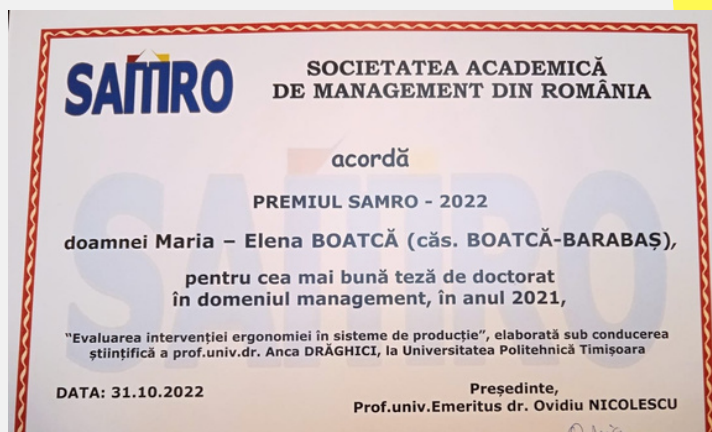 SAMRO
SOCIETATEA ACADEMICĂ
DE MANAGEMENT DIN ROMÂNIA
acordă
PREMIUL SAMRO - 2022
doamnei Maria – Elena BOATCĂ (căs. BOATCĂ-BARABAȘ),
pentru cea mai bună teză de doctorat
în domeniul management, în anul 2021,
"Evaluarea intervenției ergonomiei în sisteme de producție", elaborată sub conducerea
științifică a prof.univ.dr. Anca DRĂGHICI, la Universitatea Politehnică Timișoara
DATA: 31.10.2022
Președinte,
Prof.univ.Emeritus dr. Ovidiu NICOLESCU